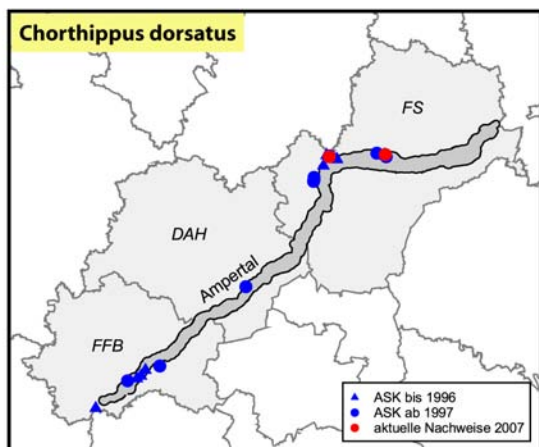 Chorthippus dorsatus
FS
DAH
Ampertal
FFB
ASK bis 1996
ASK ab 1997
aktuelle Nachweise 2007